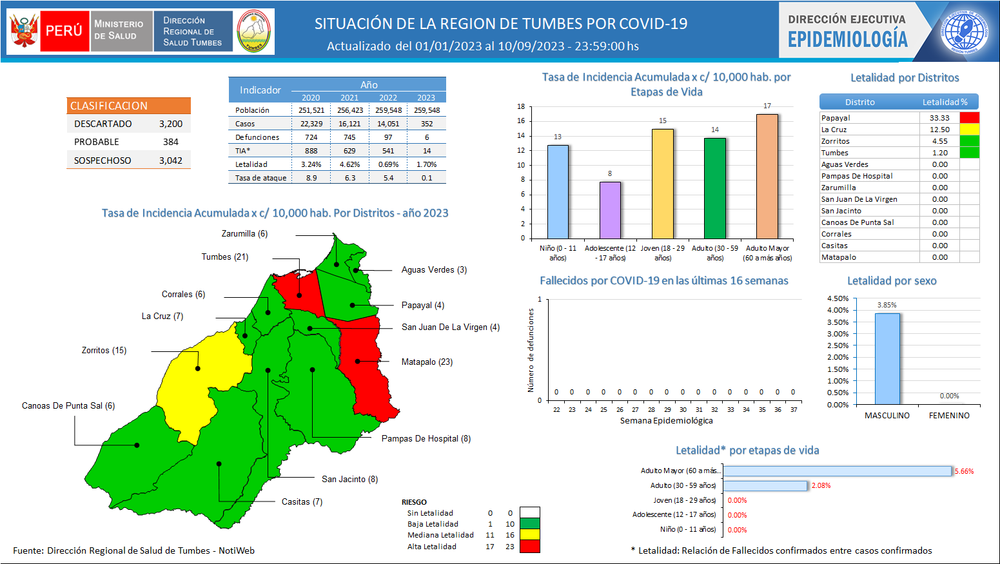 PERÚ
MINISTERIO
DE SALUD
DIRECCIÓN
REGIONAL DE
SALUD TUMBES
SITUACIÓN DE LA REGION DE TUMBES POR COVID-19
Actualizado del 01/01/2023 al 10/09/2023 - 23:59:00 hs
DIRECCIÓN EJECUTIVA
EPIDEMIOLOGÍA
CLASIFICACION
DESCARTADO 3,200
PROBABLE 384
SOSPECHOSO 3,042
Indicador Año
2020 2021 2022 2023
Población 251,521 256,423 259,548 259,548
Casos 22,329 16,121 14,051 352
Defunciones 724 745 97 6
TIA* 888 629 541 14
Letalidad 3.24% 4.62% 0.69% 1.70%
Tasa de ataque 8.9 6.3 5.4 0.1
Tasa de Incidencia Acumulada x c/ 10,000 hab. por
Etapas de Vida
18
16
14
12
10
8
6
4
2
0
13
8
15
14
17
Niño (0 - 11
años)
Adolescente (12
- 17 años)
Joven (18 - 29
años)
Adulto (30 - 59
años)
Adulto Mayor
(60 a más años)
Letalidad por Distritos
Distrito Letalidad %
Papayal 33.33
La Cruz 12.50
Zorritos 4.55
Tumbes 1.20
Aguas Verdes 0.00
Pampas De Hospital 0.00
Zarumilla 0.00
San Juan De La Virgen 0.00
San Jacinto 0.00
Canoas De Punta Sal 0.00
Corrales 0.00
Casitas 0.00
Matapalo 0.00
Tasa de Incidencia Acumulada x c/ 10,000 hab. Por Distritos - año 2023
Zarumilla (6)
Tumbes (21)
Aguas Verdes (3)
Corrales (6)
Papayal (4)
La Cruz (7)
San Juan De La Virgen (4)
Zorritos (15)
Matapalo (23)
Canoas De Punta Sal (6)
Pampas De Hospital (8)
San Jacinto (8)
Casitas (7)
RIESGO
Sin Letalidad 0 0
Baja Letalidad 1 10
Mediana Letalidad 11 16
Alta Letalidad 17 23
Fallecidos por COVID-19 en las últimas 16 semanas
Número de defunciones
1
0
0 0 0 0 0 0 0 0 0 0 0 0 0 0 0 0
22 23 24 25 26 27 28 29 30 31 32 33 34 35 36 37
Semana Epidemiológica
Letalidad por sexo
4.50%
4.00%
3.50%
3.00%
2.50%
2.00%
1.50%
1.00%
0.50%
0.00%
3.85%
0.00%
MASCULINO FEMENINO
Letalidad* por etapas de vida
Adulto Mayor (60 a más... 5.66%
Adulto (30 - 59 años) 2.08%
Joven (18 - 29 años) 0.00%
Adolescente (12 - 17 años) 0.00%
Niño (0 - 11 años) 0.00%
Fuente: Dirección Regional de Salud de Tumbes - NotiWeb
* Letalidad: Relación de Fallecidos confirmados entre casos confirmados